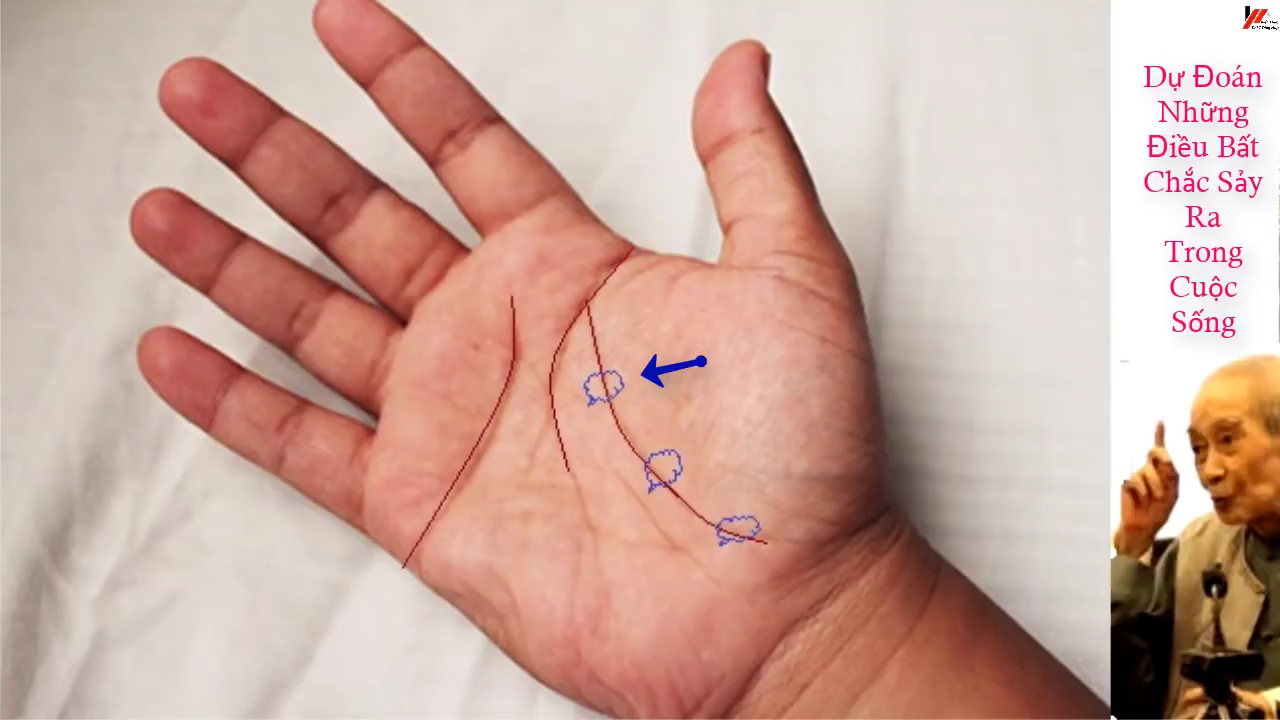 Dự Đoán
Những
Điều Bất
Chắc Sảy
Ra
Trong
Cuộc
Sống